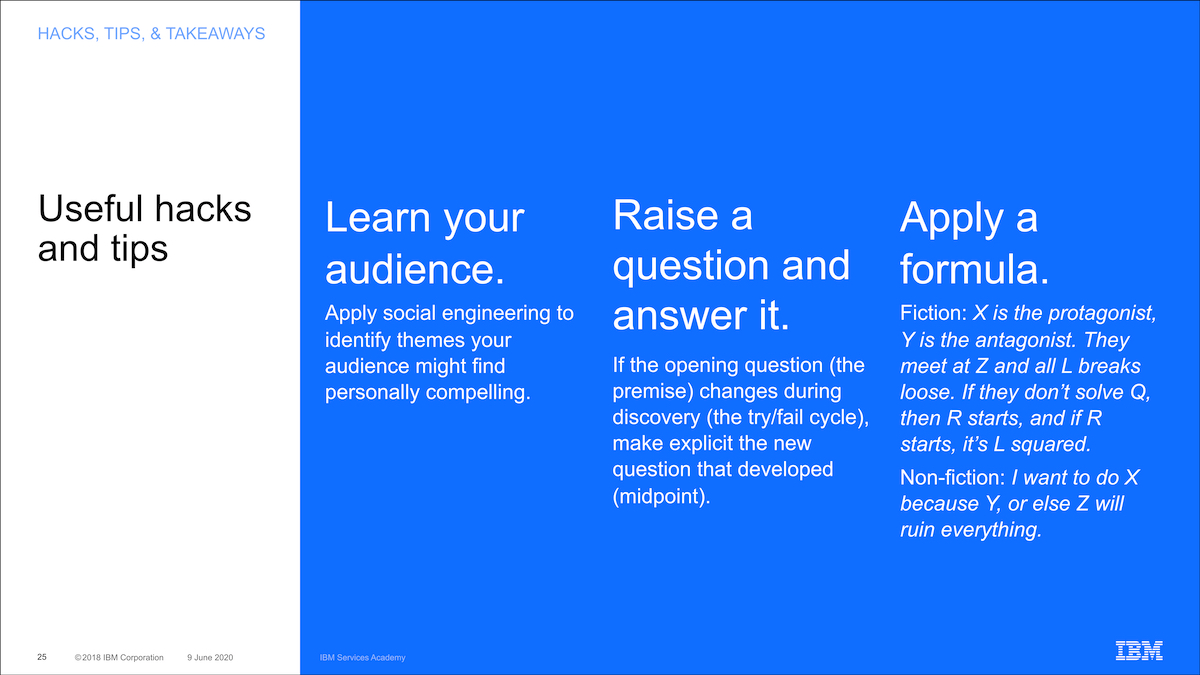 HACKS, TIPS, & TAKEAWAYS
Useful hacks
and tips
Learn your
audience.
Apply social engineering to
identify themes your
audience might find
personally compelling.
Raise a
question and
answer it.
If the opening question (the
premise) changes during
discovery (the try/fail cycle),
make explicit the new
question that developed
(midpoint).
Apply a
formula.
Fiction: X is the protagonist,
Y is the antagonist. They
meet at Z and all L breaks
loose. If they don’t solve Q,
then R starts, and if R
starts, it’s L squared.
Non-fiction: I want to do X
because Y, or else Z will
ruin everything.
25 ©2018 IBM Corporation 9 June 2020 IBM Services Academy
IBM